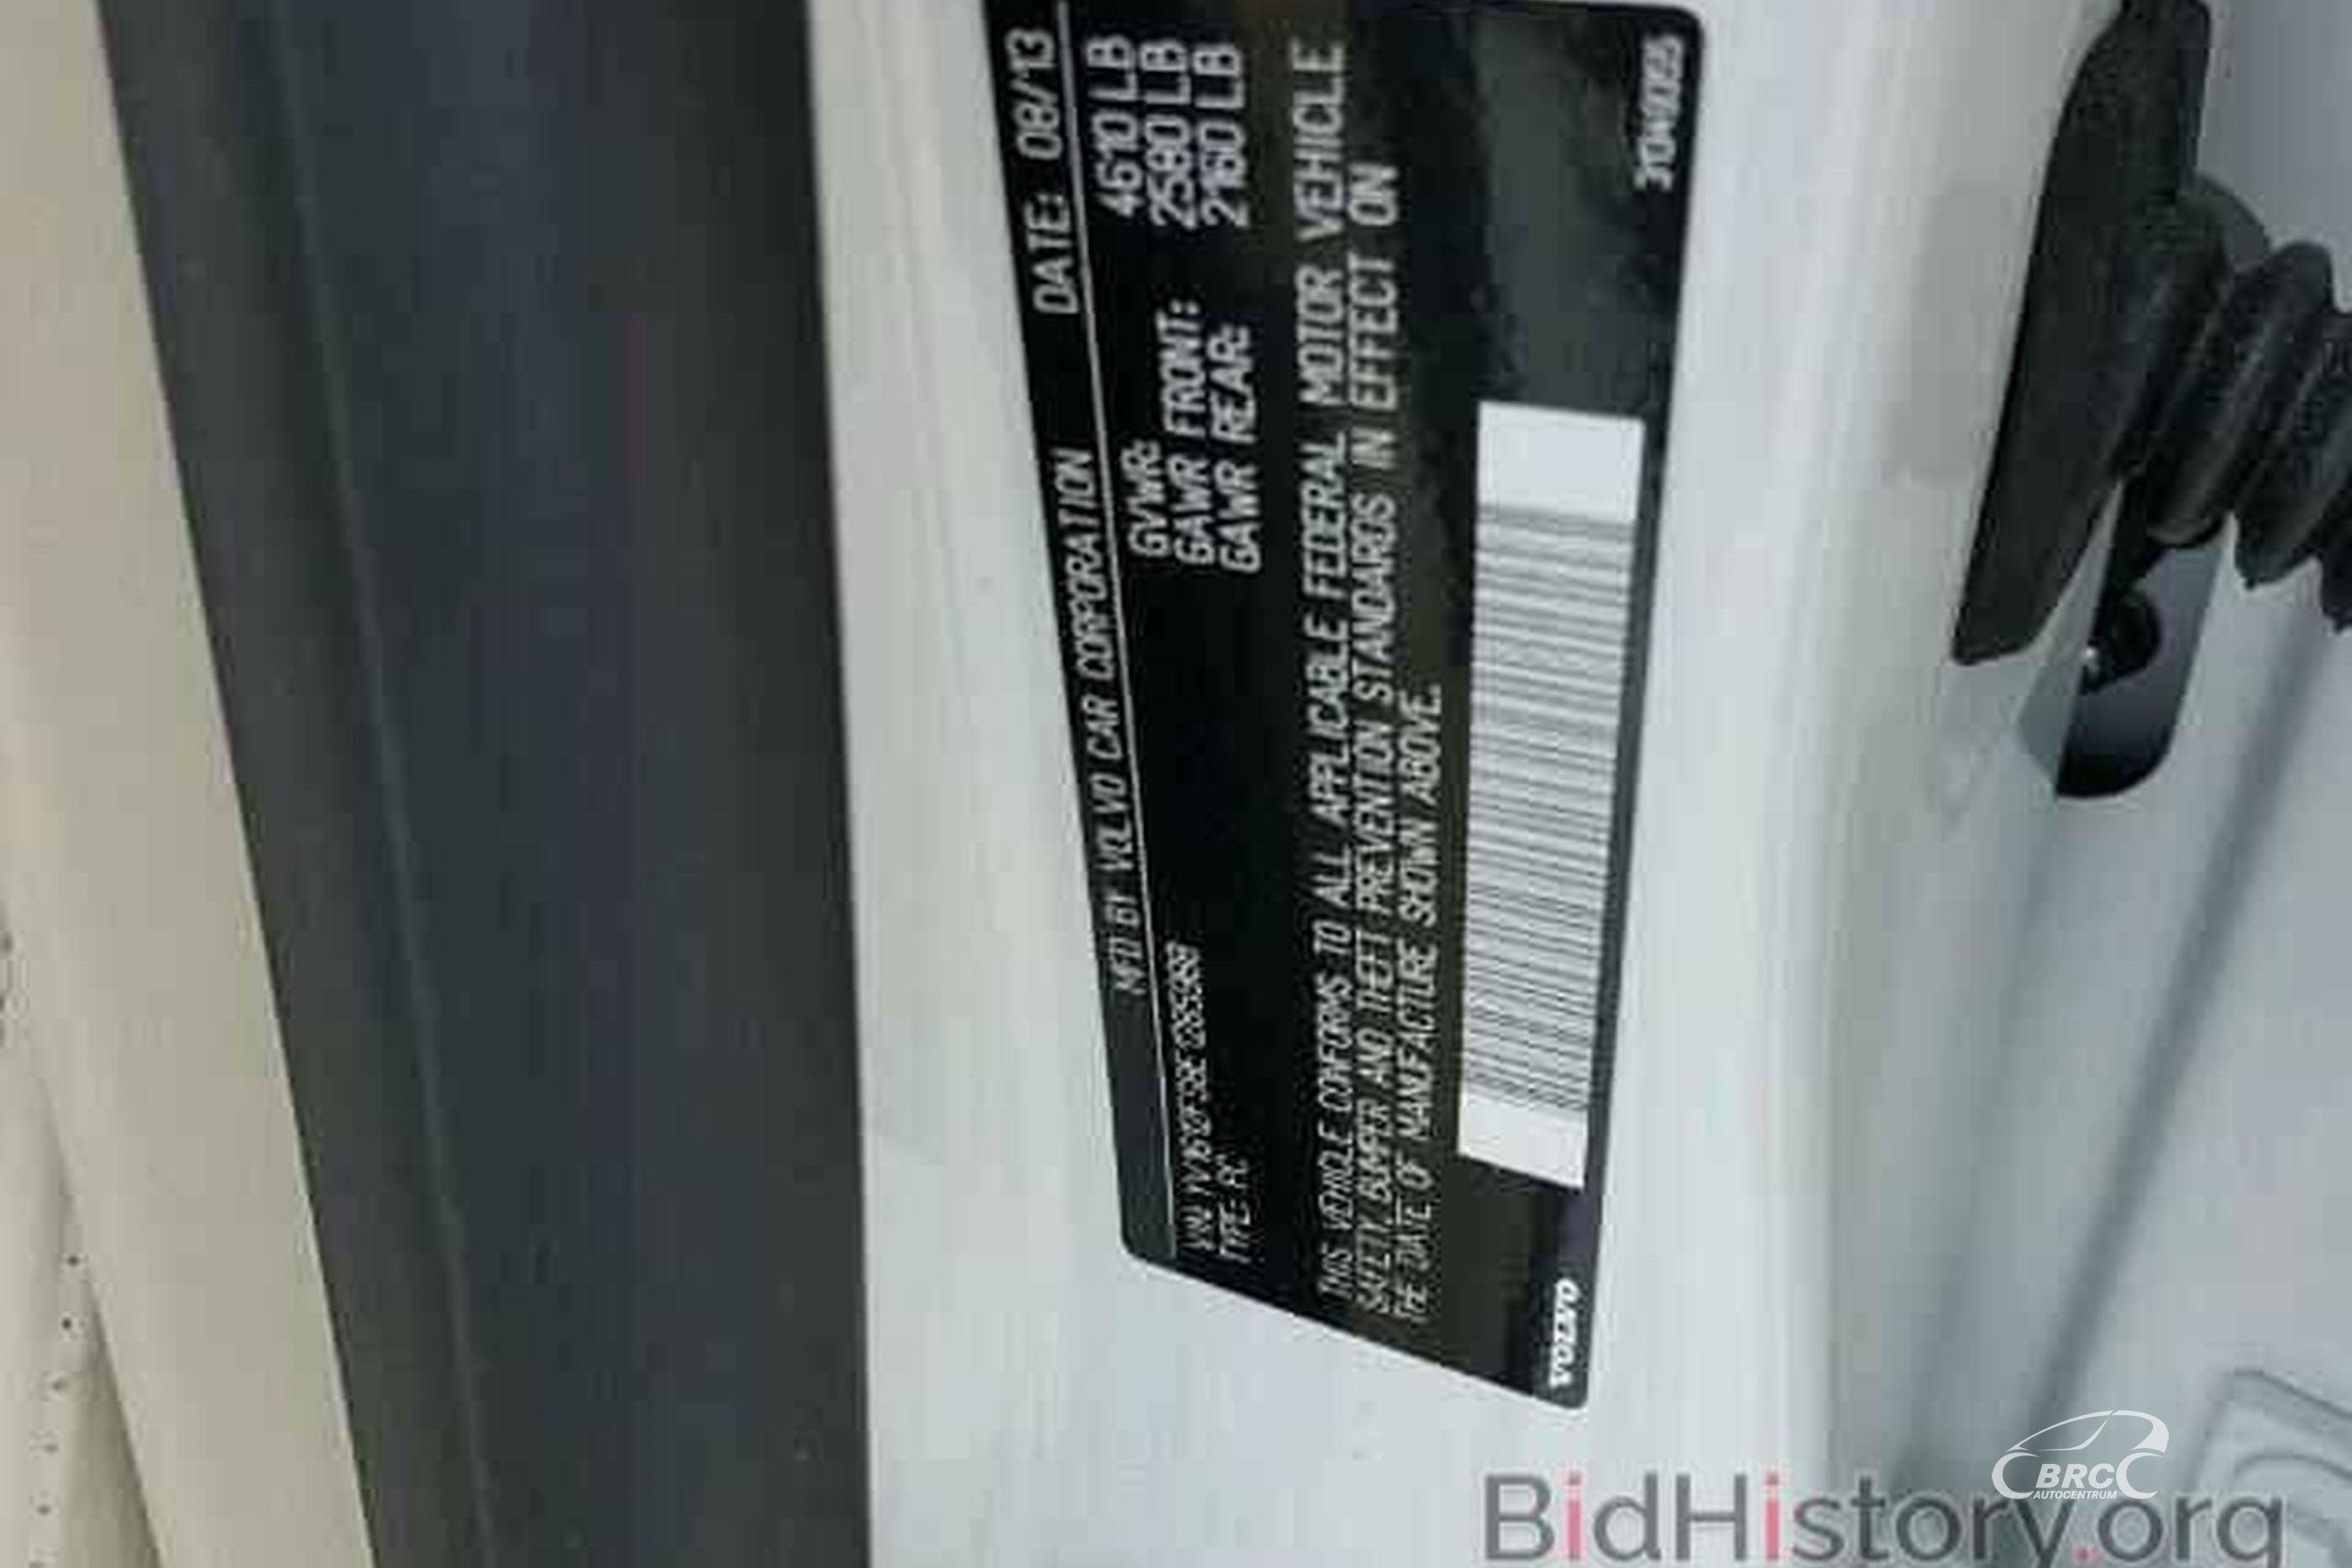 MFD BY VOLVO CAR CORPORATION DATE: 08/13
VIN:
TYPE:
GVWR: 4610 LB
GAWR FRONT: 2580 LB
GAWR REAR: 2160 LB
THIS VEHICLE CONFORMS TO ALL APPLICABLE FEDERAL MOTOR VEHICLE
SAFETY, BUMPER AND THEFT PREVENTION STANDARDS IN EFFECT ON
THE DATE OF MANUFACTURE SHOWN ABOVE.
VOLVO
BRC
AUTOCENTRUM
BidHistory.org